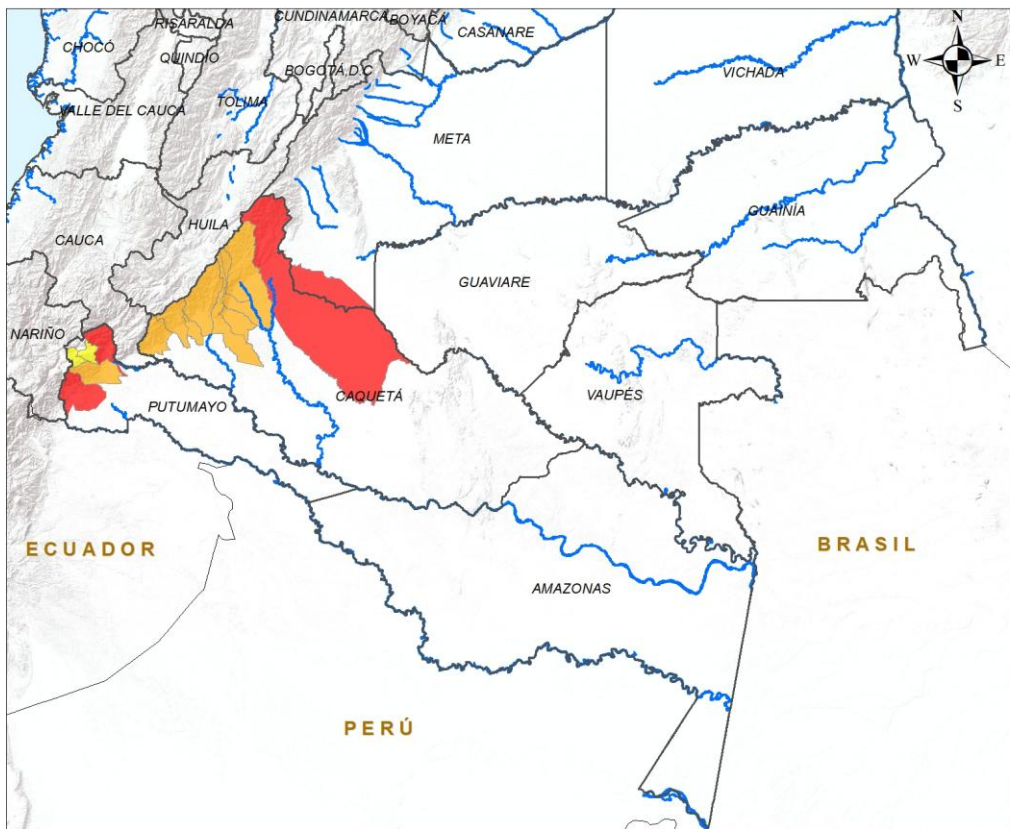 CUNDINAMARCA
BOYACÁ
RISARALDA
N
CASANARE
CHOCÓ
QUINDIO
W
E
BOGOTÁ, D.C
VICHADA
S
TOLIMA
VALLE DEL CAUCA
META
GUAINÍA
HUILA
CAUCA
GUAVIARE
NARIÑO
CAQUETÁ
VAUPÉS
PUTUMAYO
BRASIL
ECUADOR
AMAZONAS
PERÚ